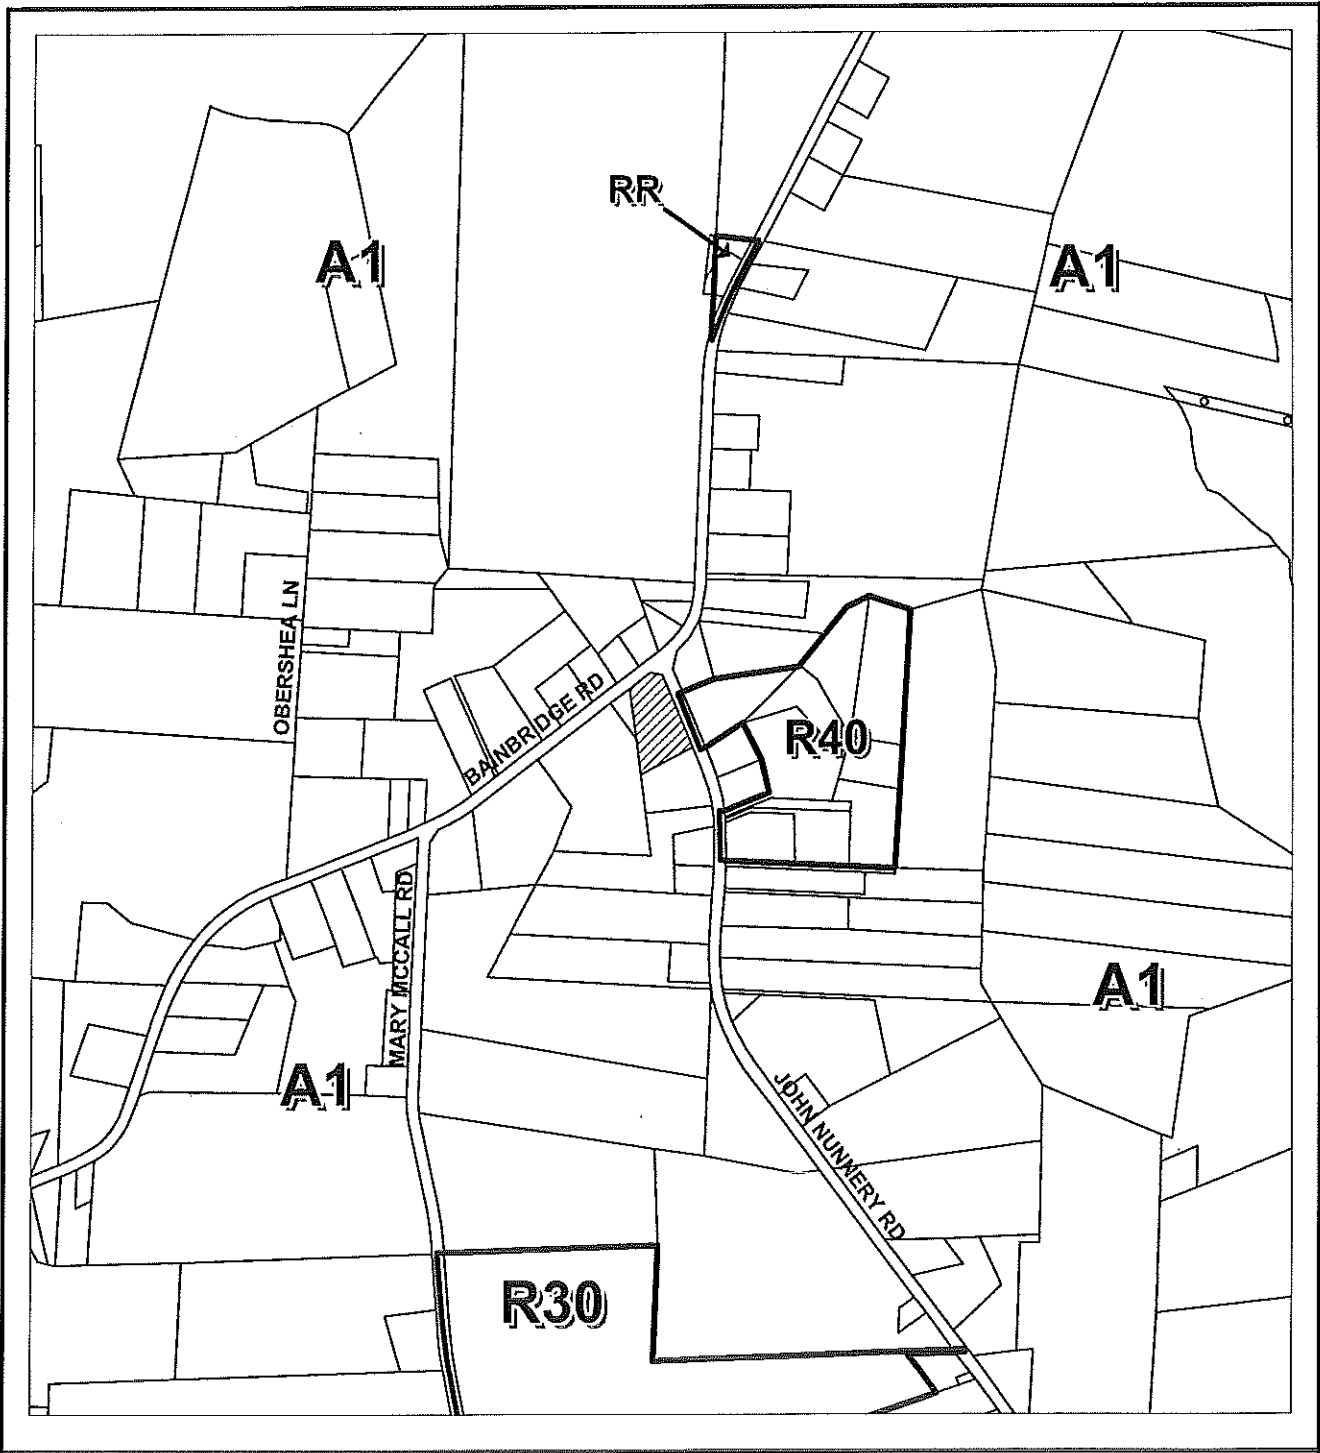 RR
A1
A1
OBERSHEA LN
BAINBRIDGE RD
R40
MARY MCCALL RD
A1
A1
JOHN NUNNERY RD
R30